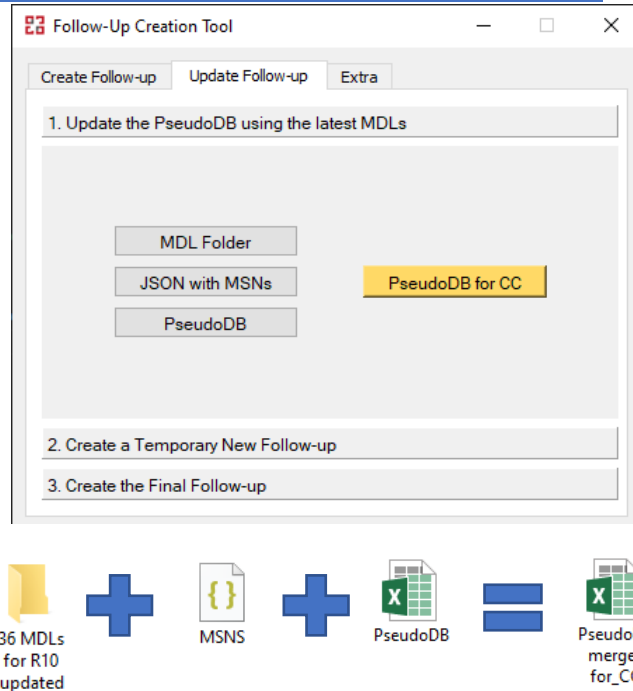 Follow-Up Creation Tool
Create Follow-up Update Follow-up Extra
1. Update the PseudoDB using the latest MDLs
MDL Folder
JSON with MSNs PseudoDB for CC
PseudoDB
2. Create a Temporary New Follow-up
3. Create the Final Follow-up
36 MDLs MSNS PseudoDB
for R10
updated